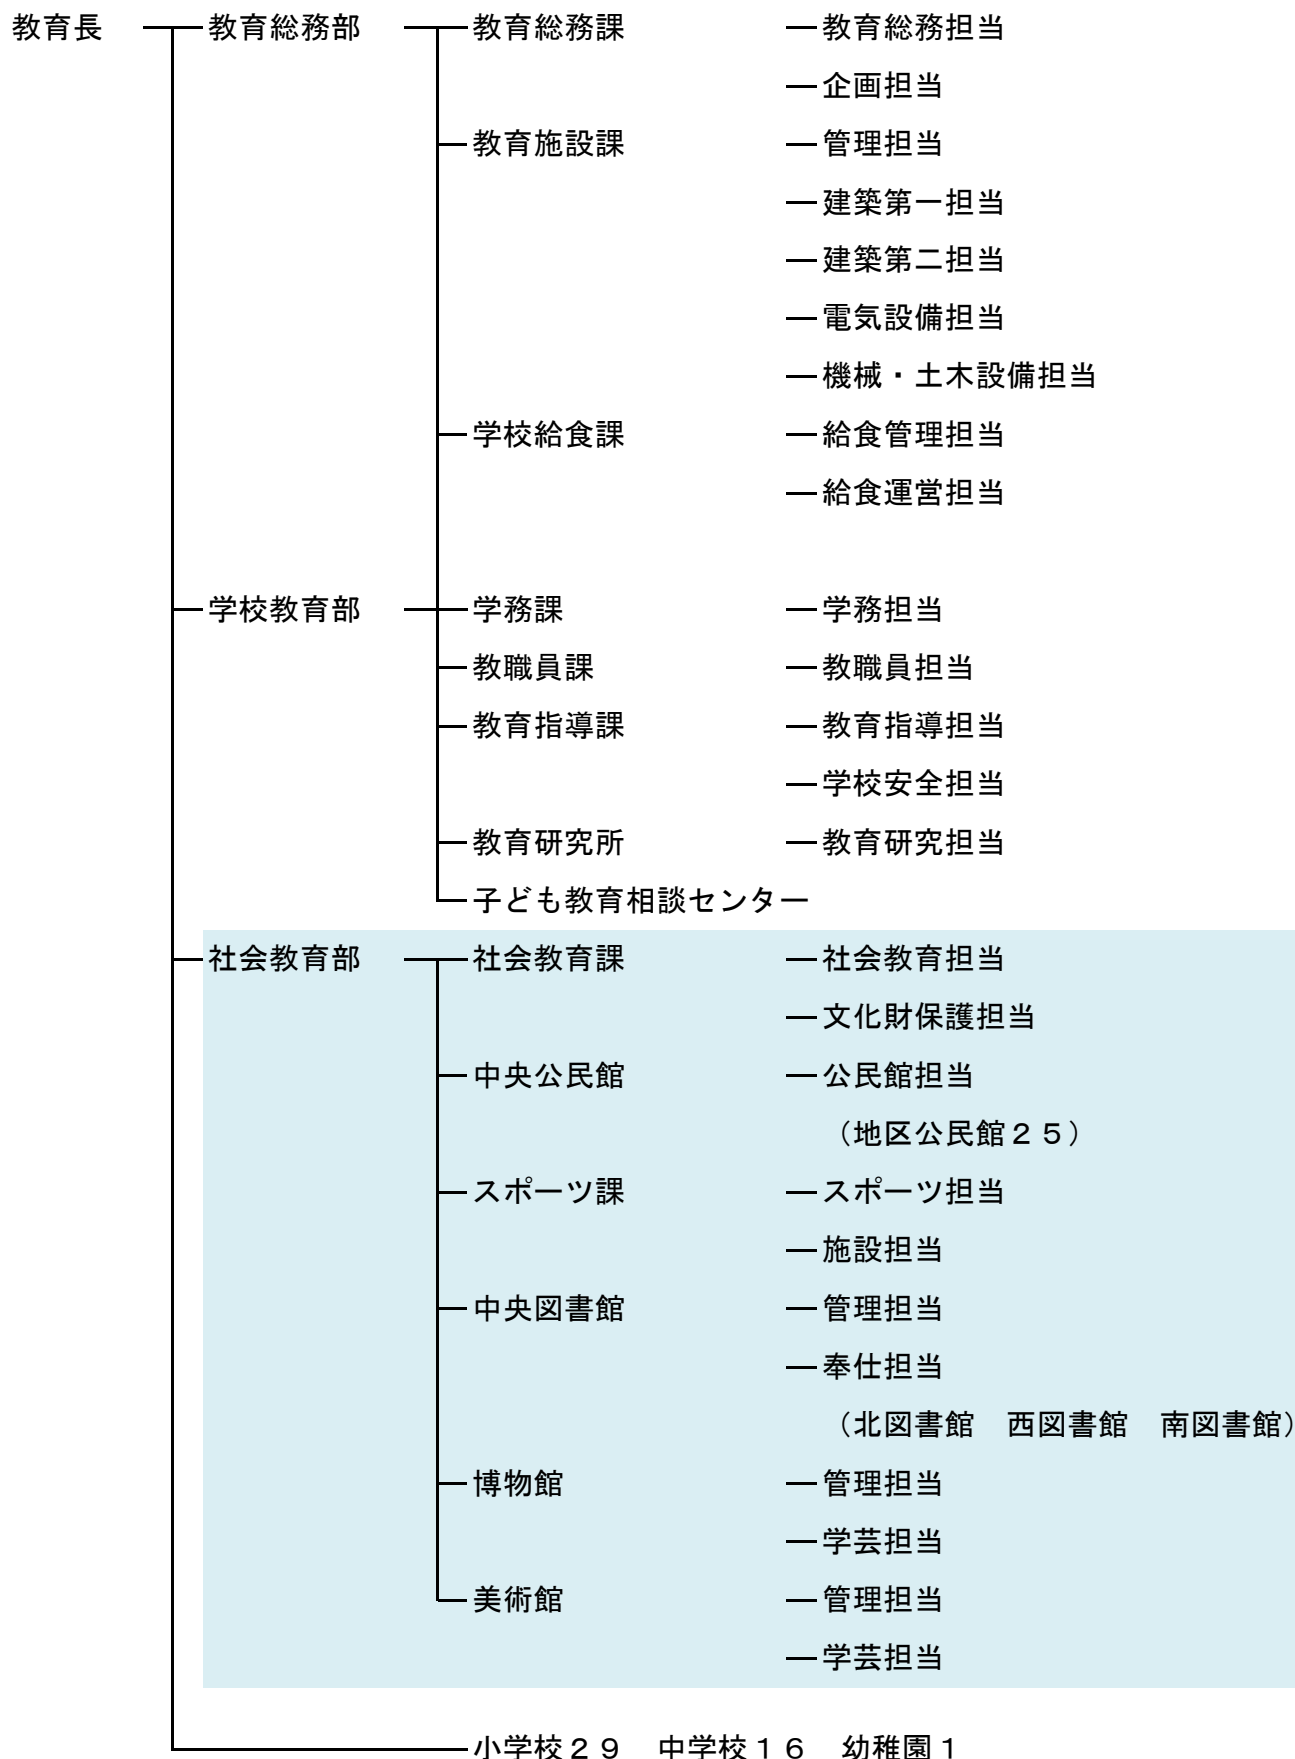 教育長 教育総務部 教育総務課 教育総務担当
企画担当
教育施設課 管理担当
建築第一担当
建築第二担当
電気設備担当
機械・土木設備担当
学校給食課 給食管理担当
給食運営担当
学校教育部 学務課 学務担当
教職員課 教職員担当
教育指導課 教育指導担当
学校安全担当
教育研究所 教育研究担当
子ども教育相談センター
社会教育部 社会教育課 社会教育担当
文化財保護担当
中央公民館 公民館担当
（地区公民館２５）
スポーツ課 スポーツ担当
施設担当
中央図書館 管理担当
奉仕担当
（北図書館　西図書館　南図書館）
博物館 管理担当
学芸担当
美術館 管理担当
学芸担当
小学校２９　中学校１６　幼稚園１